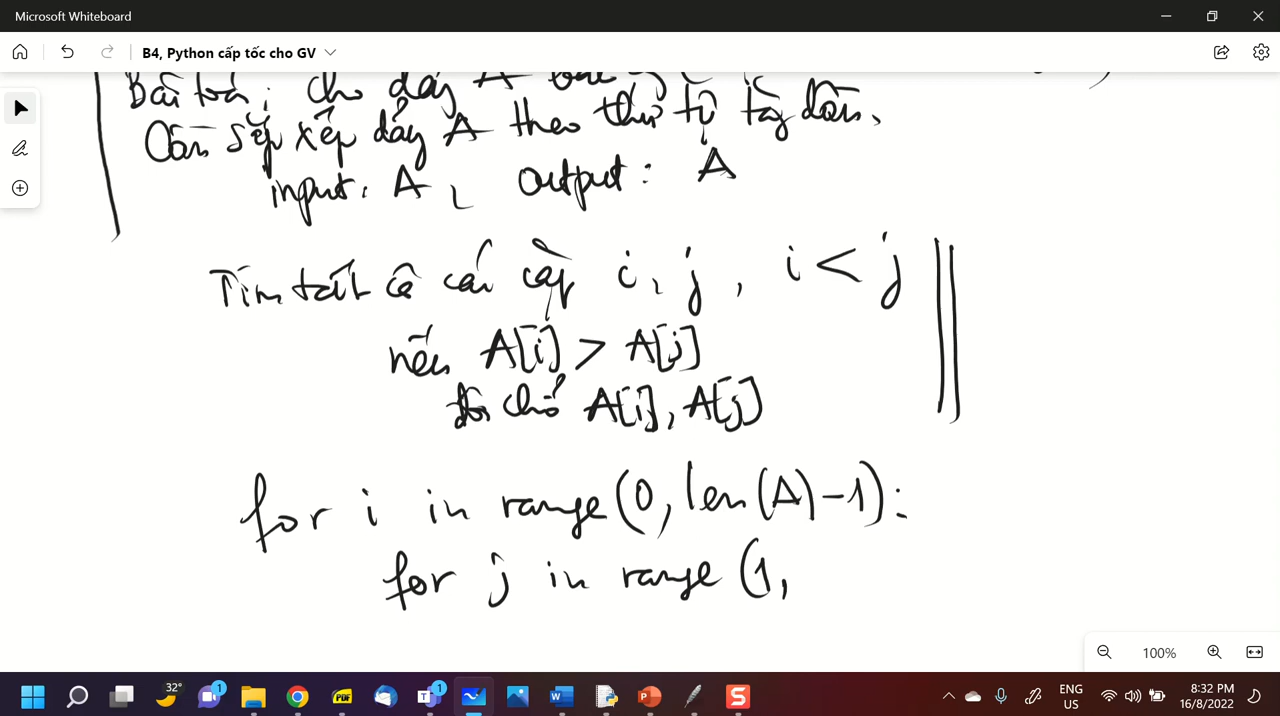 Microsoft Whiteboard
B4, Python cấp tốc cho GV
Bài toán: Cho dãy A
Cần sắp xếp dãy A theo thứ tự tăng dần.
input: A, output: A
Tìm tất cả các cặp i, j, i < j
nếu A[i] > A[j]
đổi chỗ A[i], A[j]
for i in range(0, len(A)-1):
for j in range (1,
100%
32°
1
1
ENG
US
8:32 PM
16/8/2022